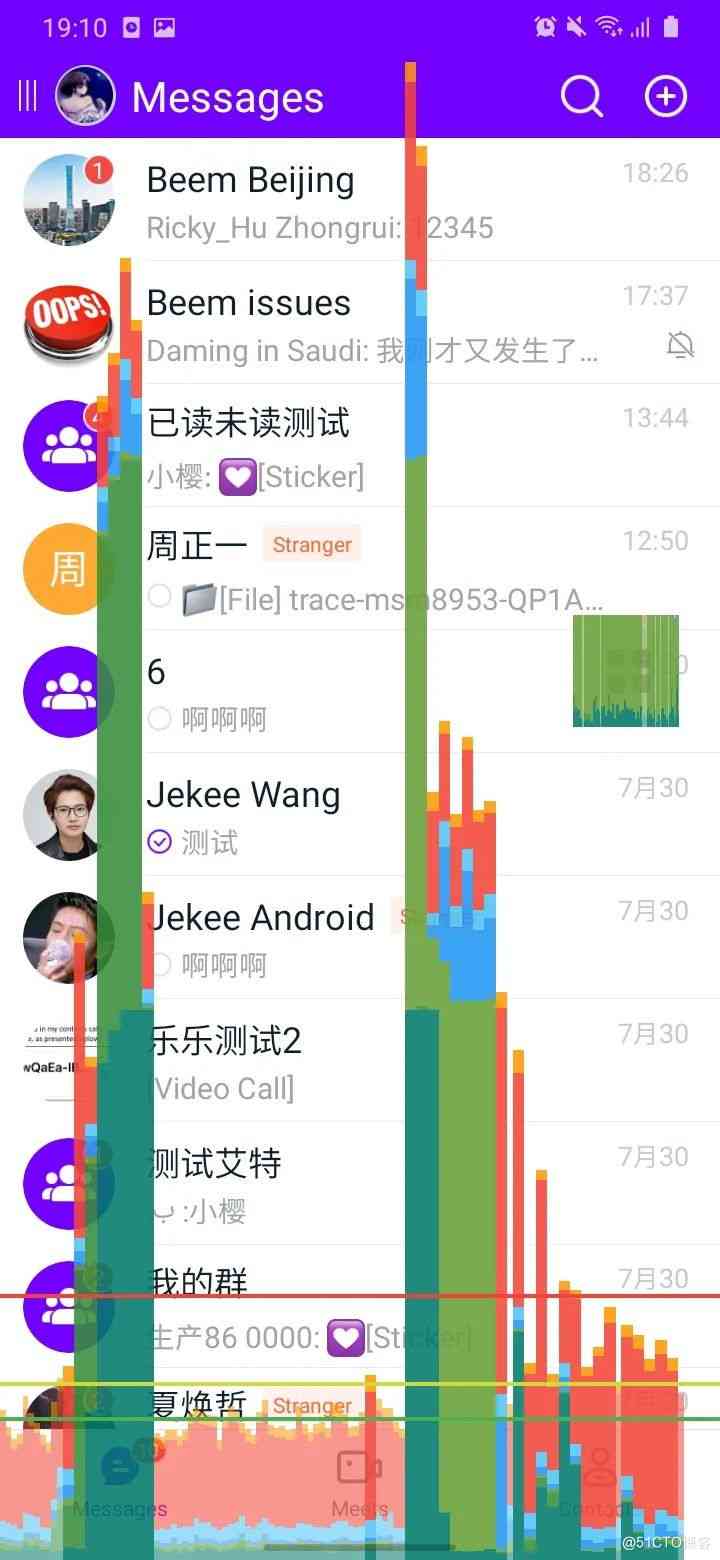 19:10
Messages
1
Beem Beijing
18:26
Ricky_Hu Zhongrui: 12345
OOPS!
Beem issues
17:37
Daming in Saudi: 我刚才又发生了...
4
已读未读测试
13:44
小樱: [Sticker]
周
周正一
Stranger
12:50
[File] trace-msm8953-QP1A...
6
啊啊啊
Jekee Wang
7月30
测试
Jekee Android
7月30
啊啊啊
乐乐测试2
7月30
[Video Call]
测试艾特
7月30
ب :小樱
我的群
7月30
生产86 0000: [Sticker]
夏焕哲
Stranger
Messages
Meets
@51CTO博客